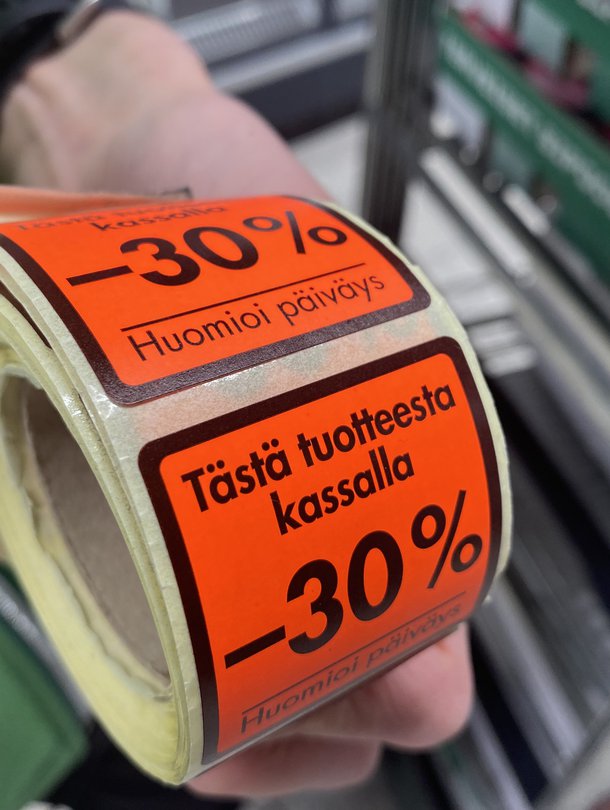 kassalla
–30%
Huomioi päiväys
Tästä tuotteesta
kassalla
–30%
Huomioi päiväys